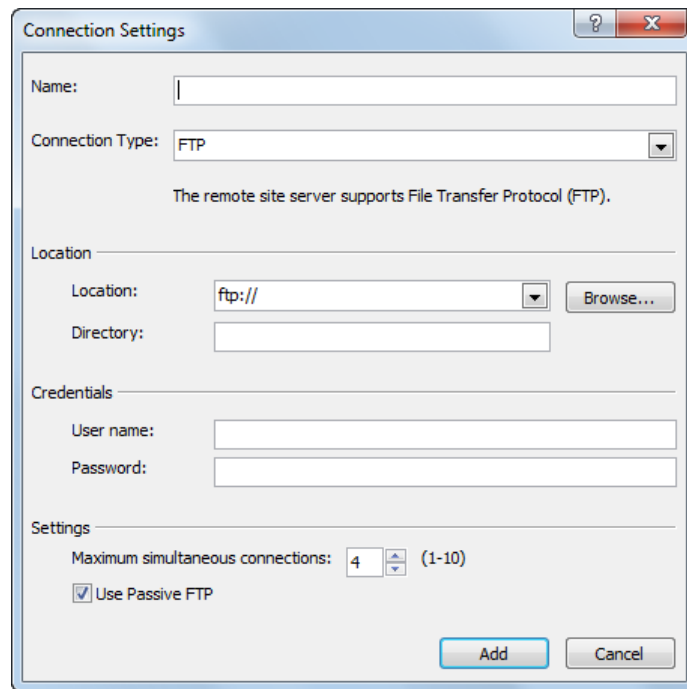 Connection Settings
?
Name:
Connection Type: FTP
The remote site server supports File Transfer Protocol (FTP).
Location
Location: ftp:// Browse...
Directory:
Credentials
User name:
Password:
Settings
Maximum simultaneous connections: 4 (1-10)
Use Passive FTP
Add Cancel